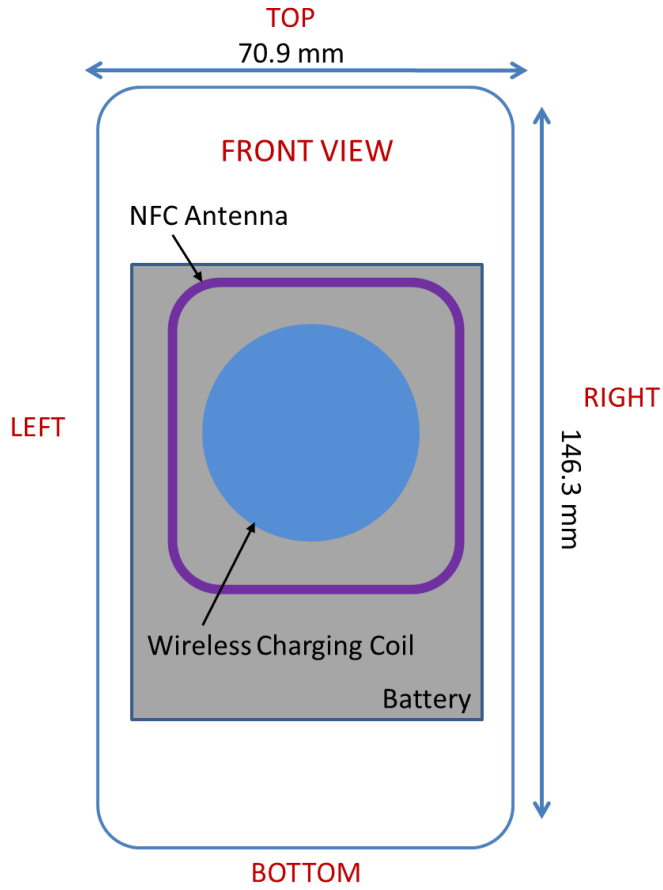 TOP
70.9 mm
FRONT VIEW
NFC Antenna
LEFT
RIGHT
146.3 mm
Wireless Charging Coil
Battery
BOTTOM